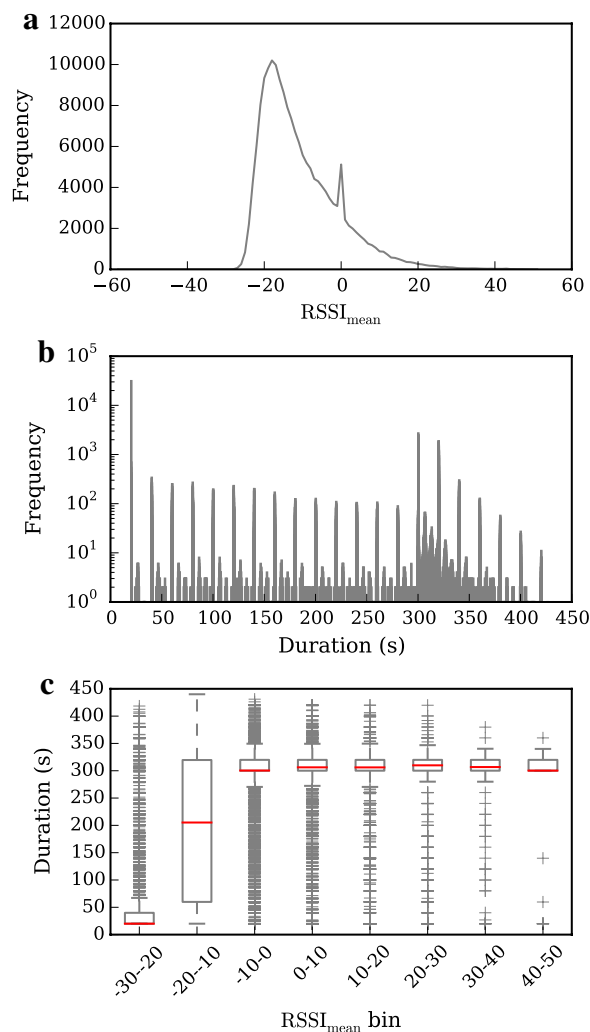 a
12000
10000
8000
6000
4000
2000
0
Frequency
−60 −40 −20 0 20 40 60
RSSImean
b
10^5
10^4
10^3
10^2
10^1
10^0
Frequency
0 50 100 150 200 250 300 350 400 450
Duration (s)
c
450
400
350
300
250
200
150
100
50
0
Duration (s)
-30--20 -20--10 -10-0 0-10 10-20 20-30 30-40 40-50
RSSImean bin